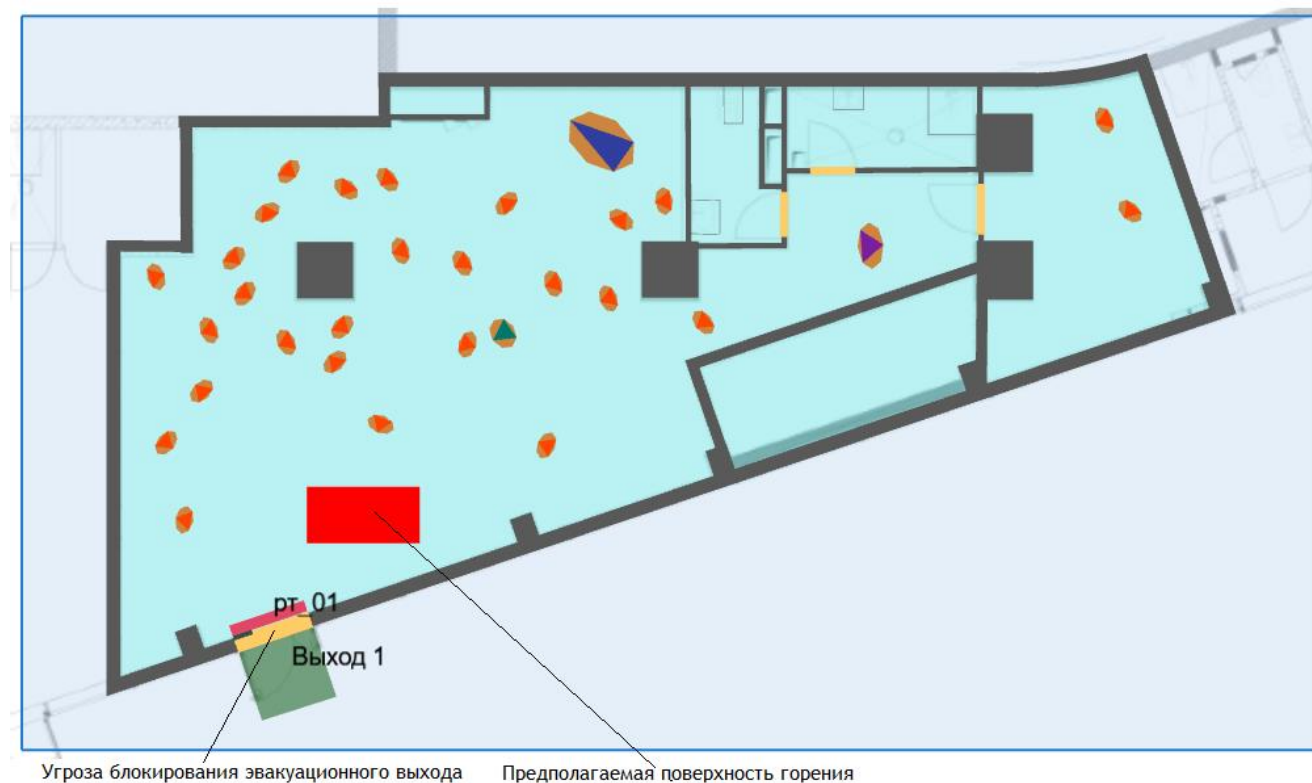 рт_01
Выход 1
Угроза блокирования эвакуационного выхода
Предполагаемая поверхность горения